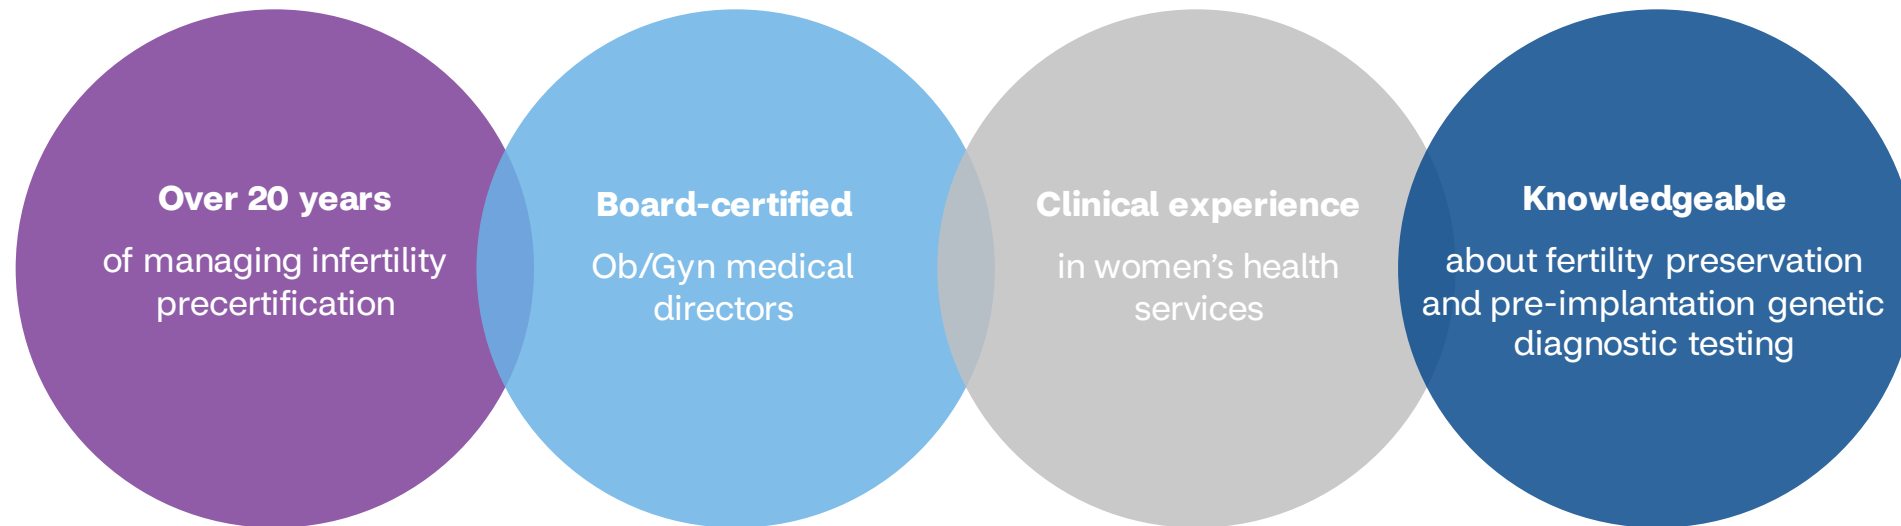 Over 20 years
of managing infertility
precertification
Board-certified
Ob/Gyn medical
directors
Clinical experience
in women’s health
services
Knowledgeable
about fertility preservation
and pre-implantation genetic
diagnostic testing